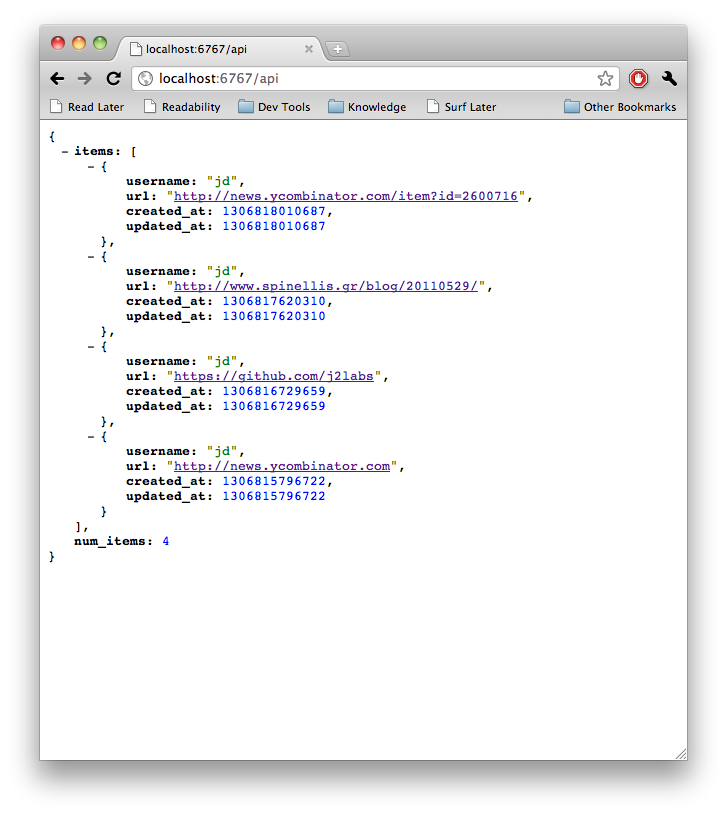 localhost:6767/api
localhost:6767/api
Read Later Readability Dev Tools Knowledge Surf Later Other Bookmarks
{
– items: [
– {
username: "jd",
url: "http://news.ycombinator.com/item?id=2600716",
created_at: 1306818010687,
updated_at: 1306818010687
},
– {
username: "jd",
url: "http://www.spinellis.gr/blog/20110529/",
created_at: 1306817620310,
updated_at: 1306817620310
},
– {
username: "jd",
url: "https://github.com/j2labs",
created_at: 1306816729659,
updated_at: 1306816729659
},
– {
username: "jd",
url: "http://news.ycombinator.com",
created_at: 1306815796722,
updated_at: 1306815796722
}
],
num_items: 4
}